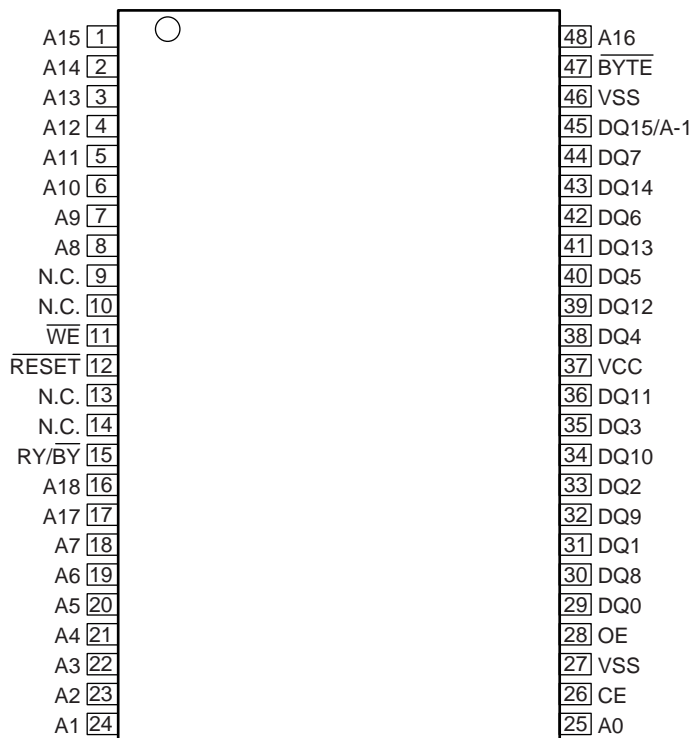 A15 1 48 A16
A14 2 47 B̅Y̅T̅E̅
A13 3 46 VSS
A12 4 45 DQ15/A-1
A11 5 44 DQ7
A10 6 43 DQ14
A9 7 42 DQ6
A8 8 41 DQ13
N.C. 9 40 DQ5
N.C. 10 39 DQ12
W̅E̅ 11 38 DQ4
R̅E̅S̅E̅T̅ 12 37 VCC
N.C. 13 36 DQ11
N.C. 14 35 DQ3
RY/B̅Y̅ 15 34 DQ10
A18 16 33 DQ2
A17 17 32 DQ9
A7 18 31 DQ1
A6 19 30 DQ8
A5 20 29 DQ0
A4 21 28 OE
A3 22 27 VSS
A2 23 26 CE
A1 24 25 A0